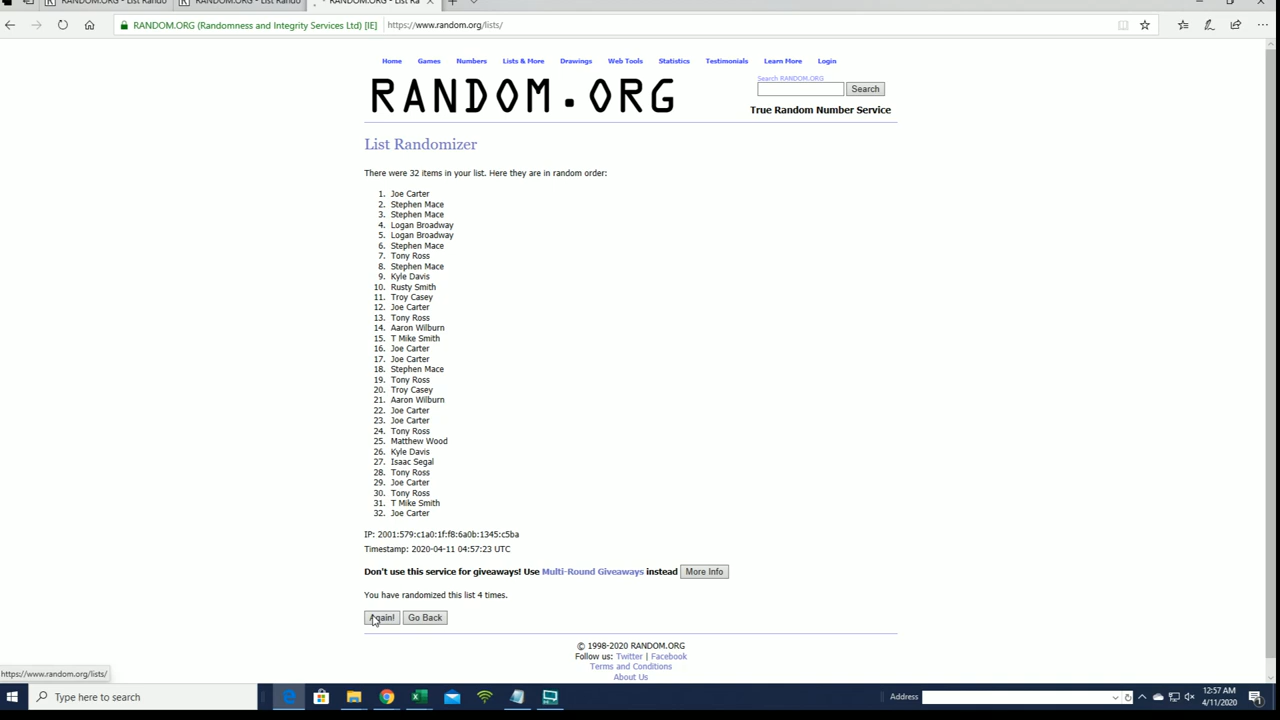 RANDOM.ORG - List Rando RANDOM.ORG - List Rando RANDOM.ORG - List Ra
RANDOM.ORG (Randomness and Integrity Services Ltd) [IE] https://www.random.org/lists/
Home Games Numbers Lists & More Drawings Web Tools Statistics Testimonials Learn More Login
Search RANDOM.ORG
RANDOM.ORG
Search
True Random Number Service
List Randomizer
There were 32 items in your list. Here they are in random order:
1. Joe Carter
2. Stephen Mace
3. Stephen Mace
4. Logan Broadway
5. Logan Broadway
6. Stephen Mace
7. Tony Ross
8. Stephen Mace
9. Kyle Davis
10. Rusty Smith
11. Troy Casey
12. Joe Carter
13. Tony Ross
14. Aaron Wilburn
15. T Mike Smith
16. Joe Carter
17. Joe Carter
18. Stephen Mace
19. Tony Ross
20. Troy Casey
21. Aaron Wilburn
22. Joe Carter
23. Joe Carter
24. Tony Ross
25. Matthew Wood
26. Kyle Davis
27. Isaac Segal
28. Tony Ross
29. Joe Carter
30. Tony Ross
31. T Mike Smith
32. Joe Carter
IP: 2001:579:c1a0:1f:f8:6a0b:1345:c5ba
Timestamp: 2020-04-11 04:57:23 UTC
Don't use this service for giveaways! Use Multi-Round Giveaways instead More Info
You have randomized this list 4 times.
Again! Go Back
© 1998-2020 RANDOM.ORG
Follow us: Twitter | Facebook
Terms and Conditions
About Us
https://www.random.org/lists/
Type here to search
Address
12:57 AM
4/11/2020